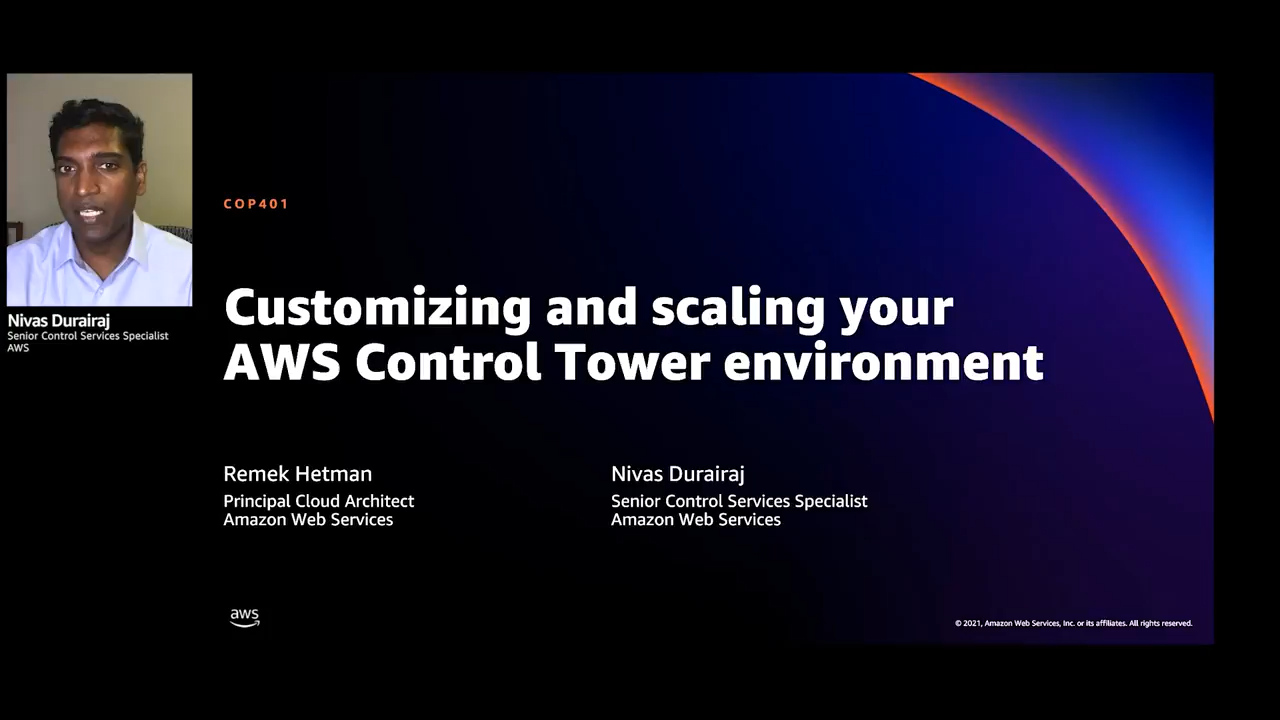 Nivas Durairaj
Senior Control Services Specialist
AWS
COP401
Customizing and scaling your
AWS Control Tower environment
Remek Hetman
Principal Cloud Architect
Amazon Web Services
Nivas Durairaj
Senior Control Services Specialist
Amazon Web Services
aws
© 2021, Amazon Web Services, Inc. or its affiliates. All rights reserved.